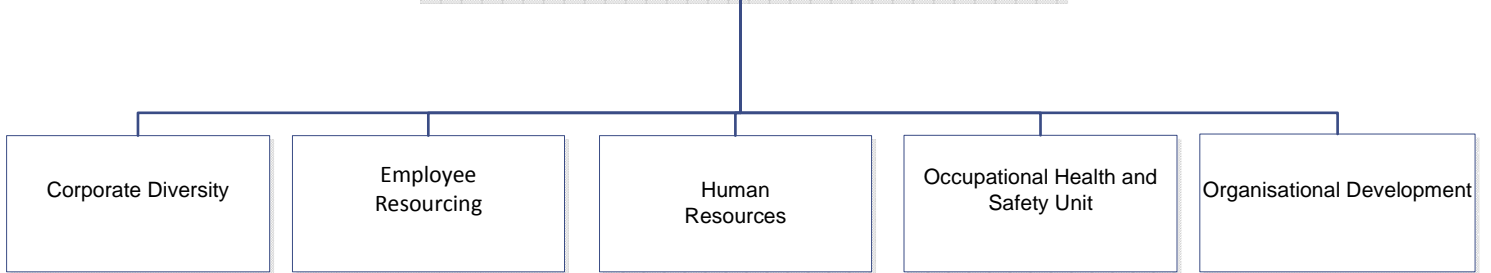 Corporate Diversity
Employee
Resourcing
Human
Resources
Occupational Health and
Safety Unit
Organisational Development